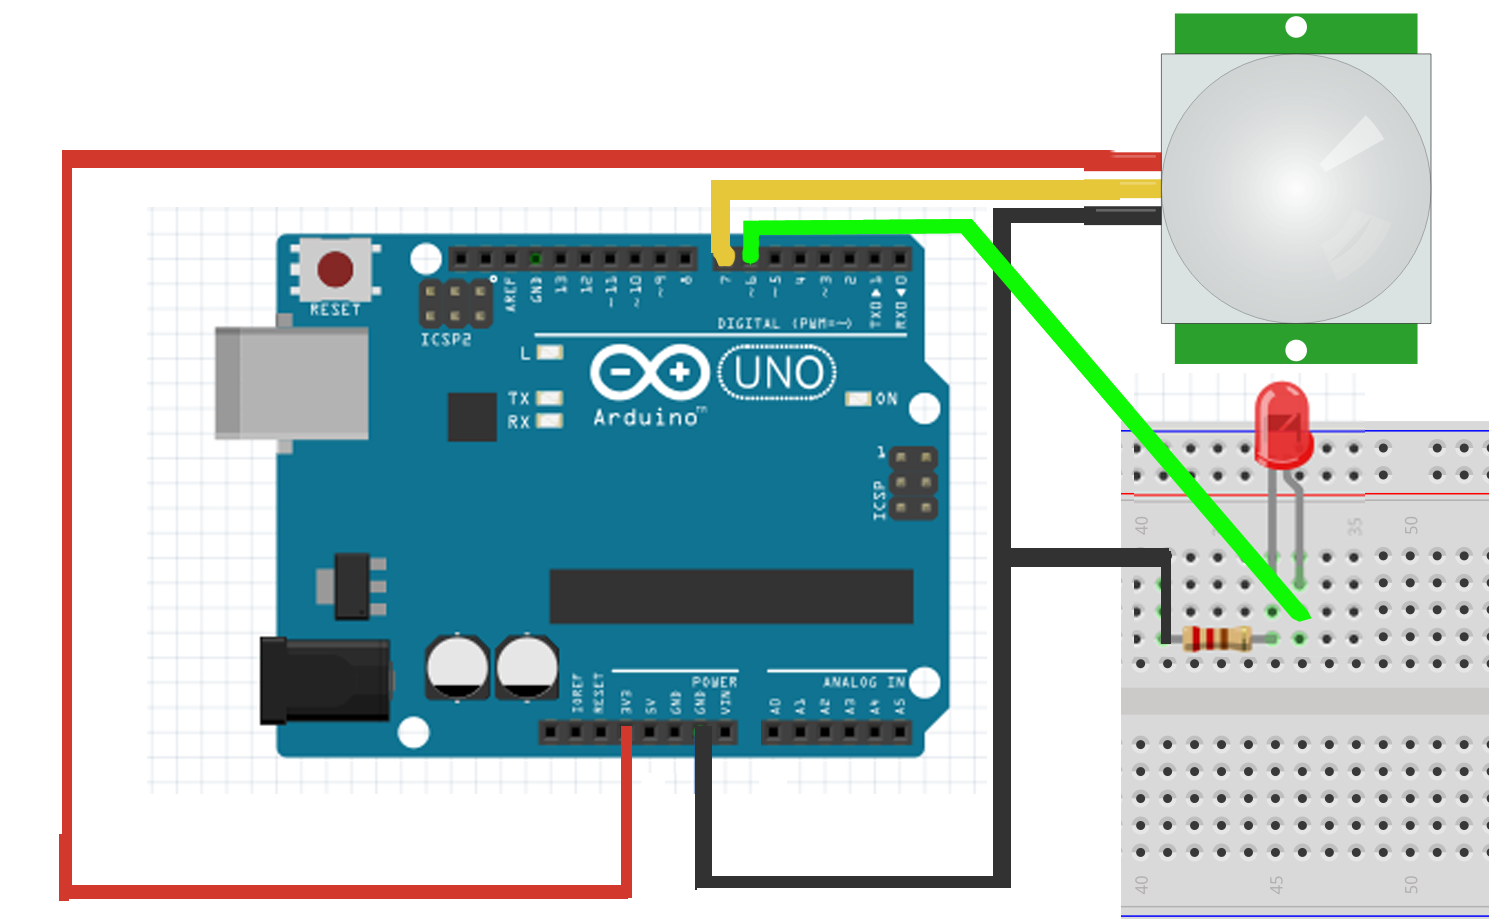 RESET
ICSP2
AREF
GND
13
12
~11
~10
~9
8
7
~6
~5
4
~3
2
TXD▶1
RXD◀0
DIGITAL (PWM=~)
L
TX
RX
Arduino™
UNO
ON
1
ICSP
IOREF
RESET
3V3
5V
GND
GND
VIN
POWER
ANALOG IN
A0
A1
A2
A3
A4
A5
40
35
50
40
45
50